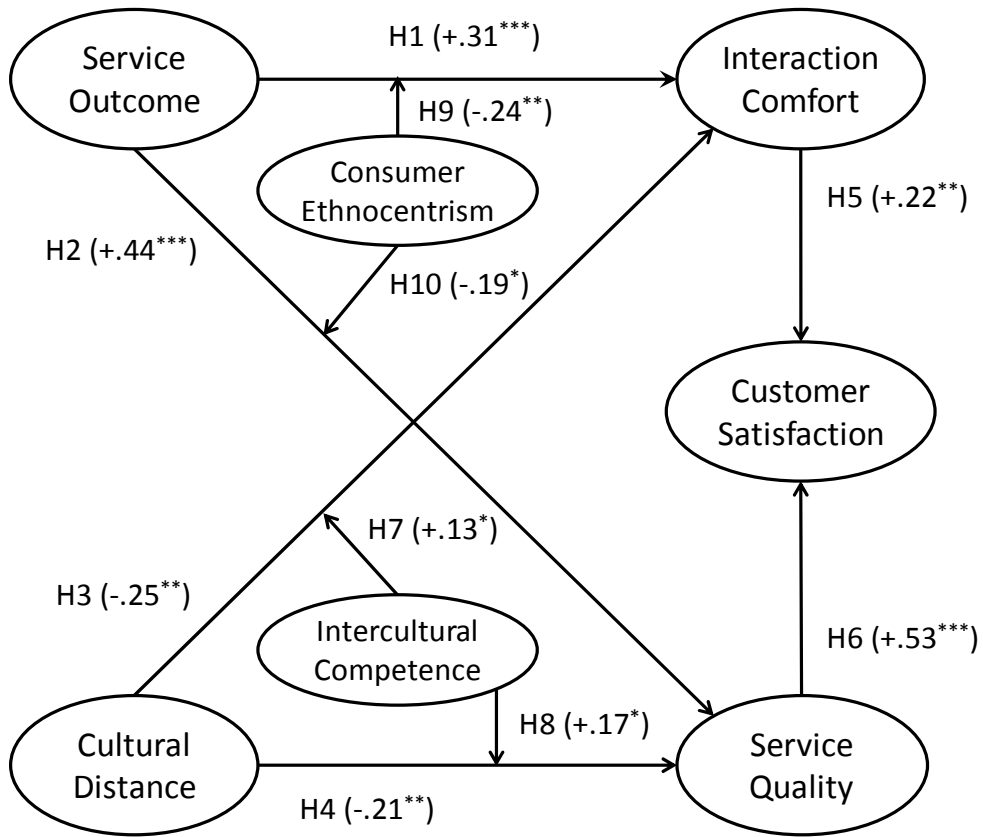 H1 (+.31***)
Service
Outcome
Interaction
Comfort
H9 (-.24**)
Consumer
Ethnocentrism
H5 (+.22**)
H2 (+.44***)
H10 (-.19*)
Customer
Satisfaction
H7 (+.13*)
H3 (-.25**)
Intercultural
Competence
H6 (+.53***)
H8 (+.17*)
Cultural
Distance
Service
Quality
H4 (-.21**)